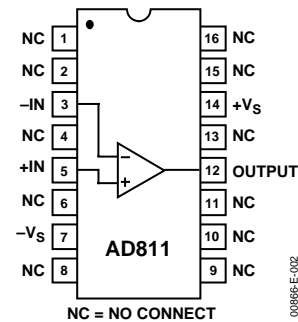 NC 1 16 NC
NC 2 15 NC
–IN 3 14 +VS
NC 4 13 NC
+IN 5 12 OUTPUT
NC 6 11 NC
–VS 7 10 NC
NC 8 9 NC
–
+
AD811
NC = NO CONNECT
00866-E-002